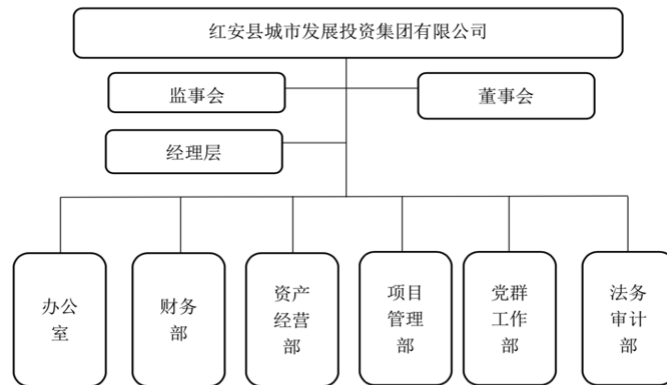 红安县城市发展投资集团有限公司
监事会
董事会
经理层
办公
室
财务
部
资产
经营
部
项目
管理
部
党群
工作
部
法务
审计
部